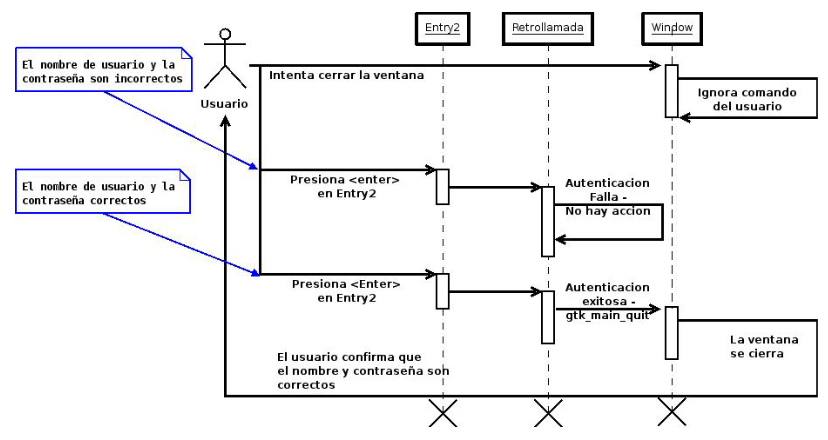 Entry2
Retrollamada
Window
El nombre de usuario y la
contraseña son incorrectos
Usuario
Intenta cerrar la ventana
Ignora comando
del usuario
El nombre de usuario y la
contraseña correctos
Presiona <enter>
en Entry2
Autenticacion
Falla -
No hay accion
Presiona <Enter>
en Entry2
Autenticacion
exitosa -
gtk_main_quit
La ventana
se cierra
El usuario confirma que
el nombre y contraseña son
correctos